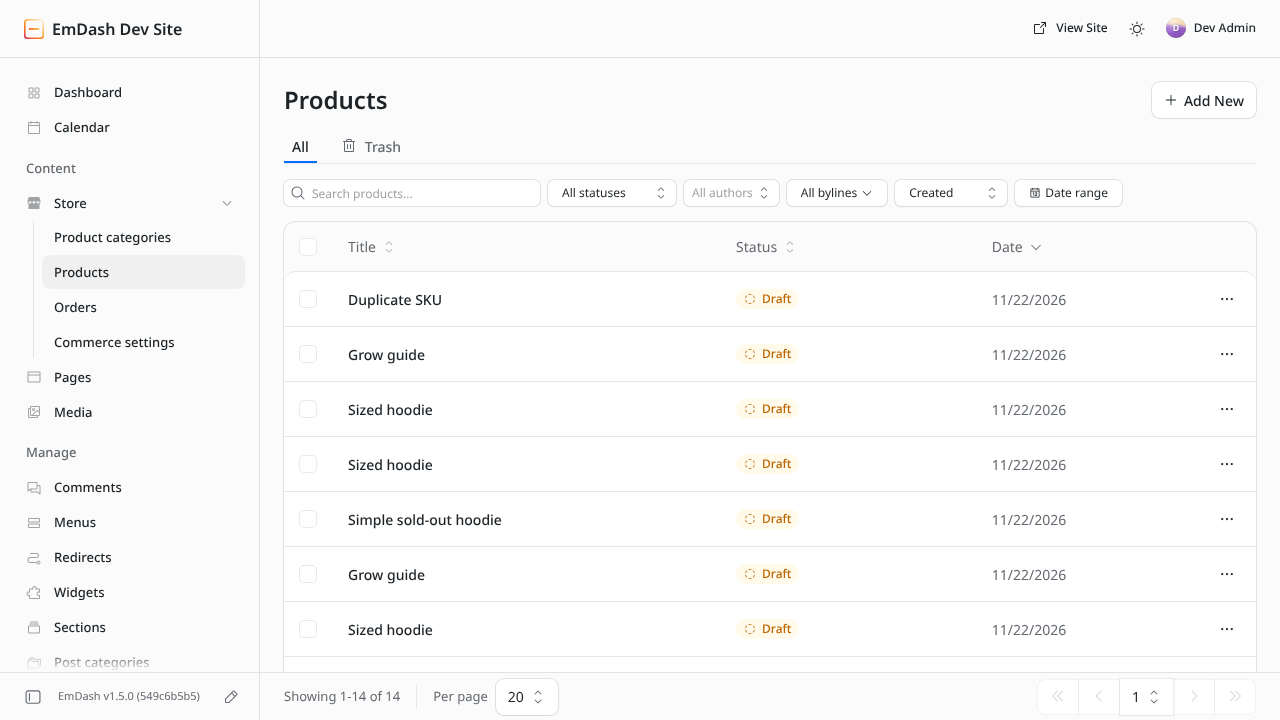 EmDash Dev Site
View Site
D
Dev Admin
Dashboard
Calendar
Content
Store
Product categories
Products
Orders
Commerce settings
Pages
Media
Manage
Comments
Menus
Redirects
Widgets
Sections
Post categories
EmDash v1.5.0 (549c6b5b5)
Products
Add New
All
Trash
Search products...
All statuses
All authors
All bylines
Created
Date range
Title Status Date
Duplicate SKU Draft 11/22/2026
Grow guide Draft 11/22/2026
Sized hoodie Draft 11/22/2026
Sized hoodie Draft 11/22/2026
Simple sold-out hoodie Draft 11/22/2026
Grow guide Draft 11/22/2026
Sized hoodie Draft 11/22/2026
Showing 1-14 of 14
Per page 20
1